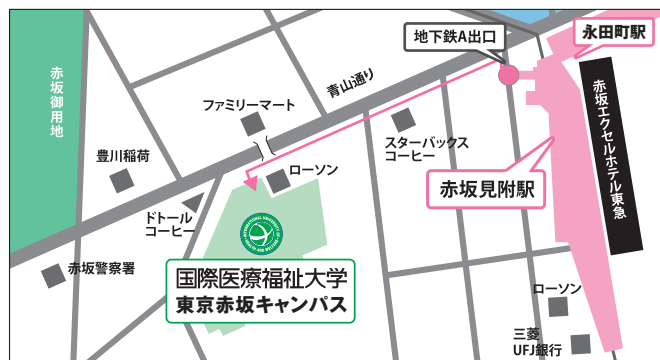 地下鉄A出口
永田町駅
赤坂御用地
青山通り
赤坂エクセルホテル東急
ファミリーマート
スターバックス
コーヒー
豊川稲荷
ローソン
赤坂見附駅
ドトール
コーヒー
赤坂警察署
国際医療福祉大学
東京赤坂キャンパス
ローソン
三菱
UFJ銀行